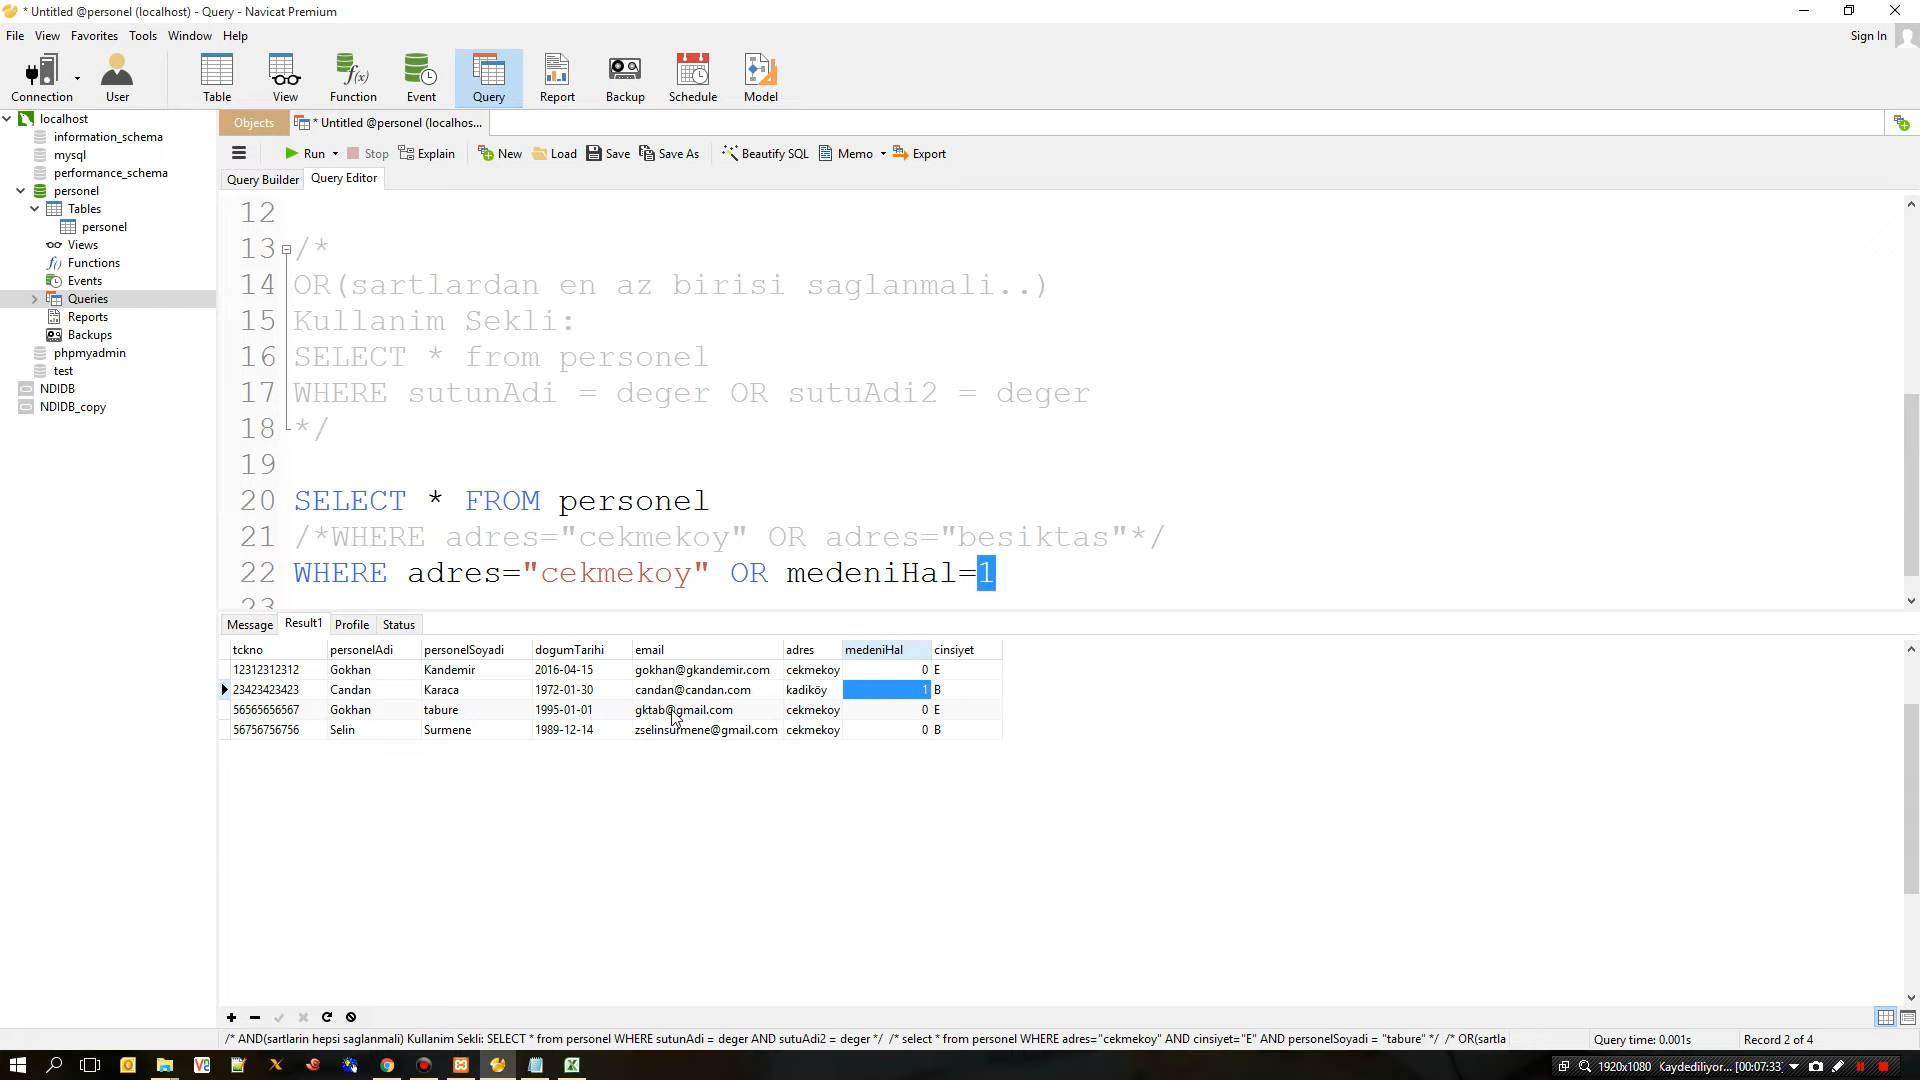 * Untitled @personel (localhost) - Query - Navicat Premium
File View Favorites Tools Window Help
Sign In
Connection User Table View Function Event Query Report Backup Schedule Model
localhost
information_schema
mysql
performance_schema
personel
Tables
personel
Views
Functions
Events
Queries
Reports
Backups
phpmyadmin
test
NDIDB
NDIDB_copy
Objects * Untitled @personel (localhos...
Run Stop Explain New Load Save Save As Beautify SQL Memo Export
Query Builder Query Editor
12
13 /*
14 OR(sartlardan en az birisi saglanmali..)
15 Kullanim Sekli:
16 SELECT * from personel
17 WHERE sutunAdi = deger OR sutuAdi2 = deger
18 */
19
20 SELECT * FROM personel
21 /*WHERE adres="cekmekoy" OR adres="besiktas"*/
22 WHERE adres="cekmekoy" OR medeniHal=1
23
Message Result1 Profile Status
tckno personelAdi personelSoyadi dogumTarihi email adres medeniHal cinsiyet
12312312312 Gokhan Kandemir 2016-04-15 gokhan@gkandemir.com cekmekoy 0 E
23423423423 Candan Karaca 1972-01-30 candan@candan.com kadiköy 1 B
56565656567 Gokhan tabure 1995-01-01 gktab@gmail.com cekmekoy 0 E
56756756756 Selin Surmene 1989-12-14 zselinsurmene@gmail.com cekmekoy 0 B
/* AND(sartlarin hepsi saglanmali) Kullanim Sekli: SELECT * from personel WHERE sutunAdi = deger AND sutuAdi2 = deger */ /* select * from personel WHERE adres="cekmekoy" AND cinsiyet="E" AND personelSoyadi = "tabure" */ /* OR(sartla
Query time: 0.001s Record 2 of 4
1920x1080 Kaydediliyor... [00:07:33]